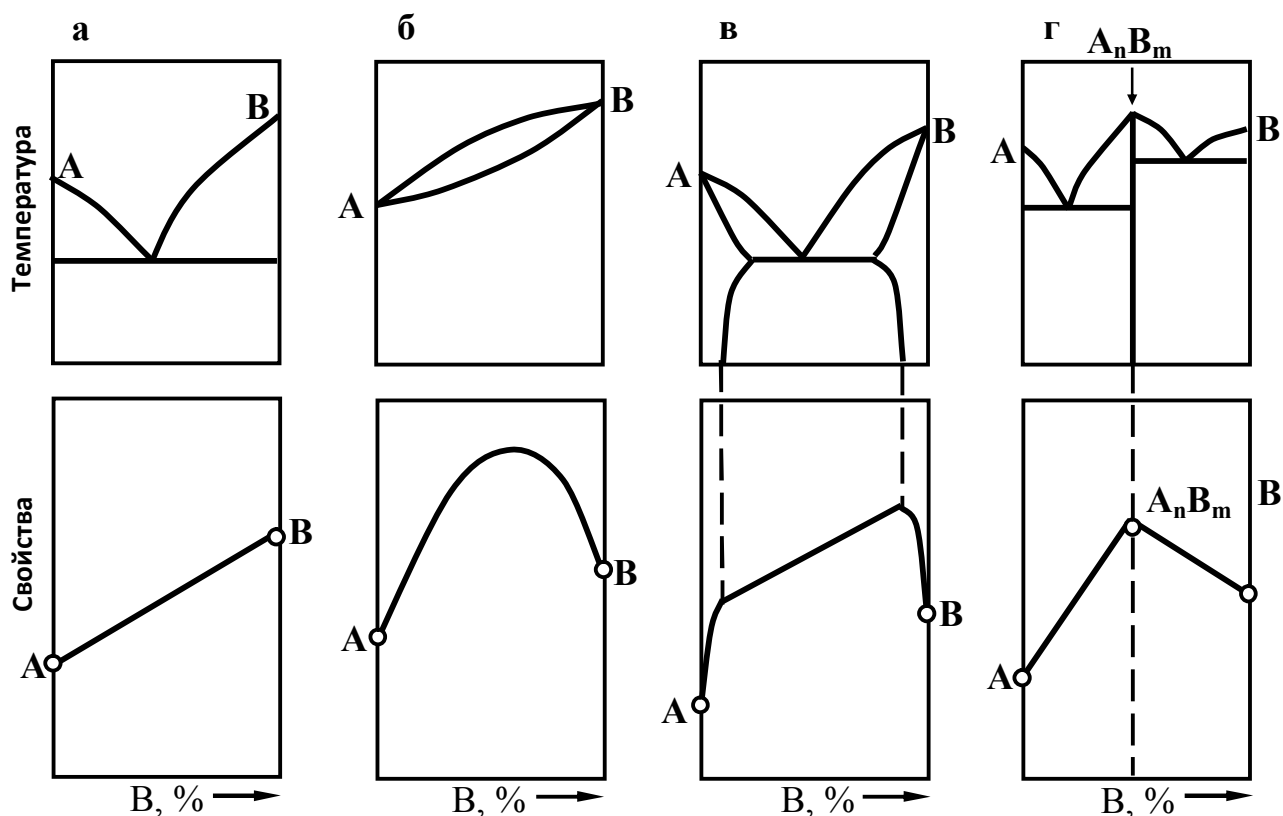 а б в г
AₙBₘ
Температура
A B
A B
A B
A B
Свойства
A B
A B
A B
A AₙBₘ B
B, %
B, %
B, %
B, %